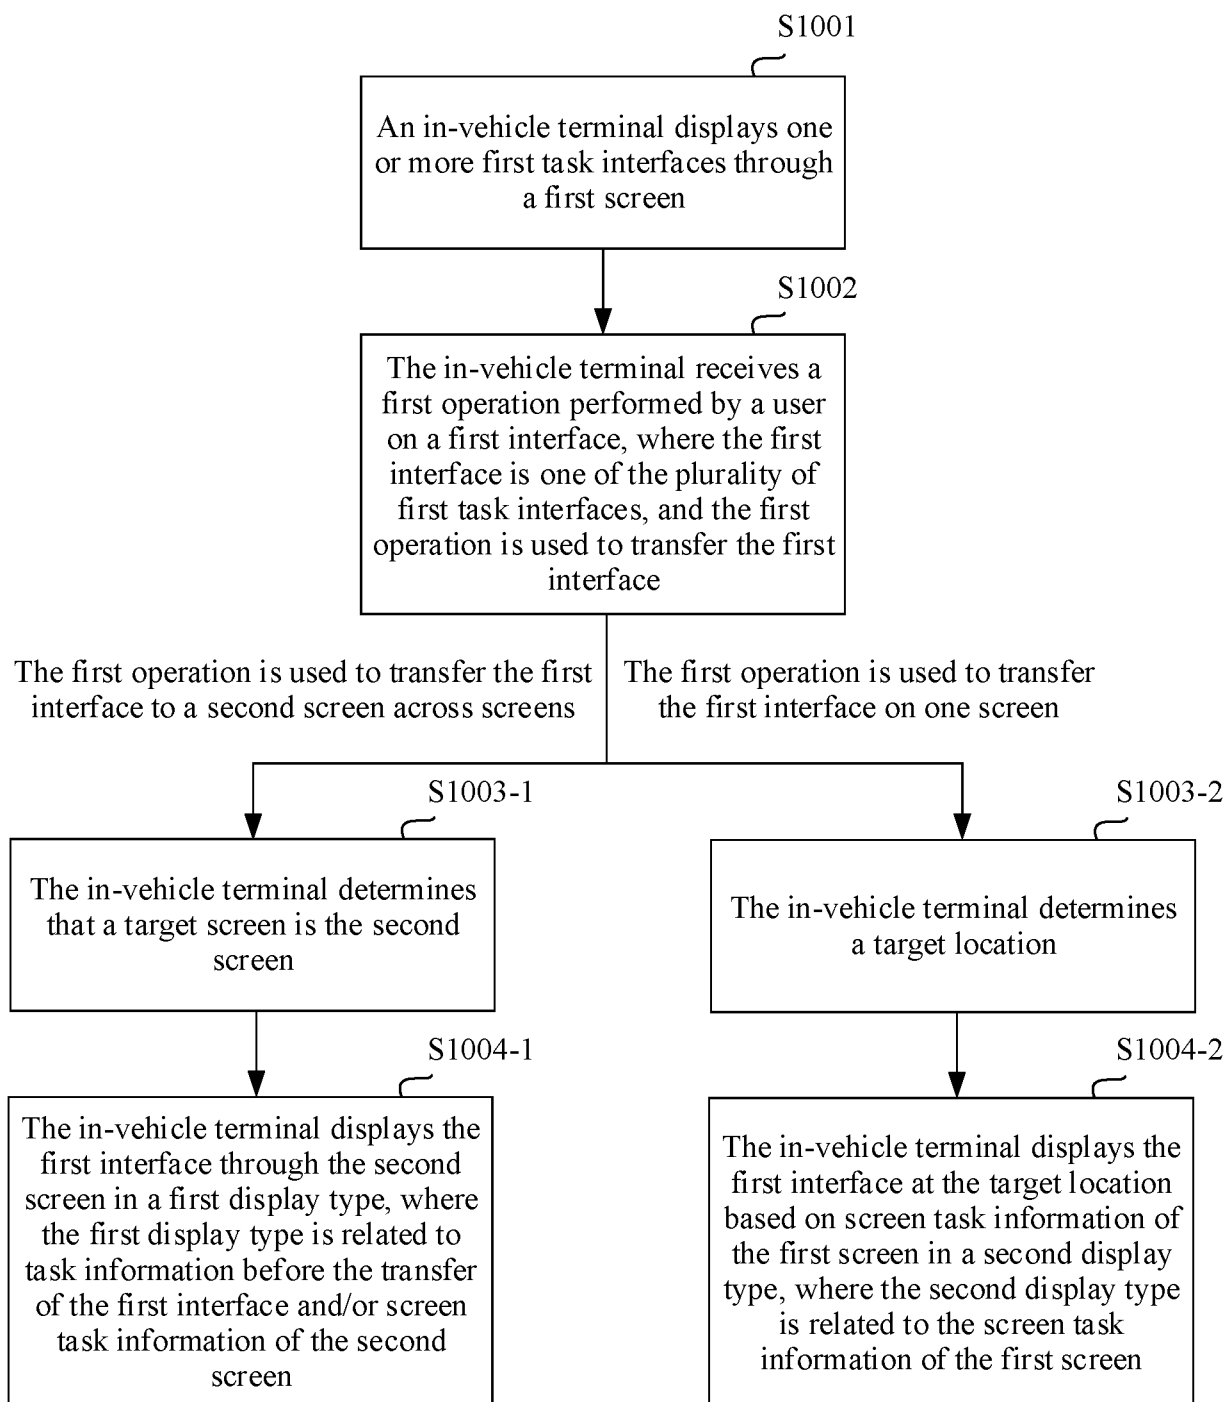 S1001
An in-vehicle terminal displays one
or more first task interfaces through
a first screen
S1002
The in-vehicle terminal receives a
first operation performed by a user
on a first interface, where the first
interface is one of the plurality of
first task interfaces, and the first
operation is used to transfer the first
interface
The first operation is used to transfer the first
interface to a second screen across screens
The first operation is used to transfer
the first interface on one screen
S1003-1
The in-vehicle terminal determines
that a target screen is the second
screen
S1003-2
The in-vehicle terminal determines
a target location
S1004-1
The in-vehicle terminal displays the
first interface through the second
screen in a first display type, where
the first display type is related to
task information before the transfer
of the first interface and/or screen
task information of the second
screen
S1004-2
The in-vehicle terminal displays the
first interface at the target location
based on screen task information of
the first screen in a second display
type, where the second display type
is related to the screen task
information of the first screen